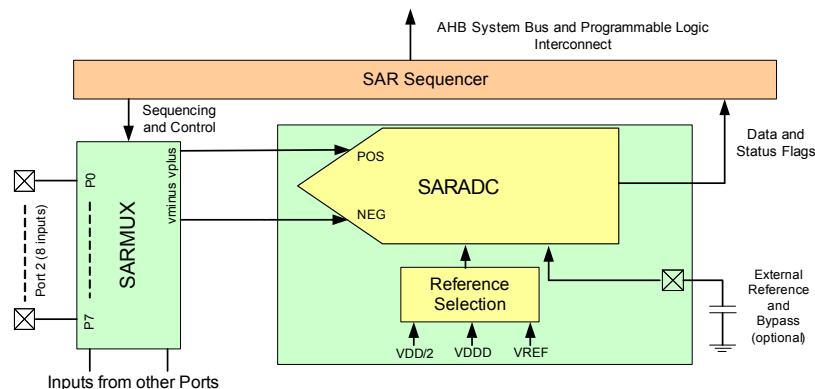 AHB System Bus and Programmable Logic
Interconnect
SAR Sequencer
Sequencing
and Control
Data and
Status Flags
vminus vplus
POS
NEG
SARADC
P0
Port 2 (8 inputs)
SARMUX
P7
Reference
Selection
External
Reference
and
Bypass
(optional)
VDD/2
VDDD
VREF
Inputs from other Ports